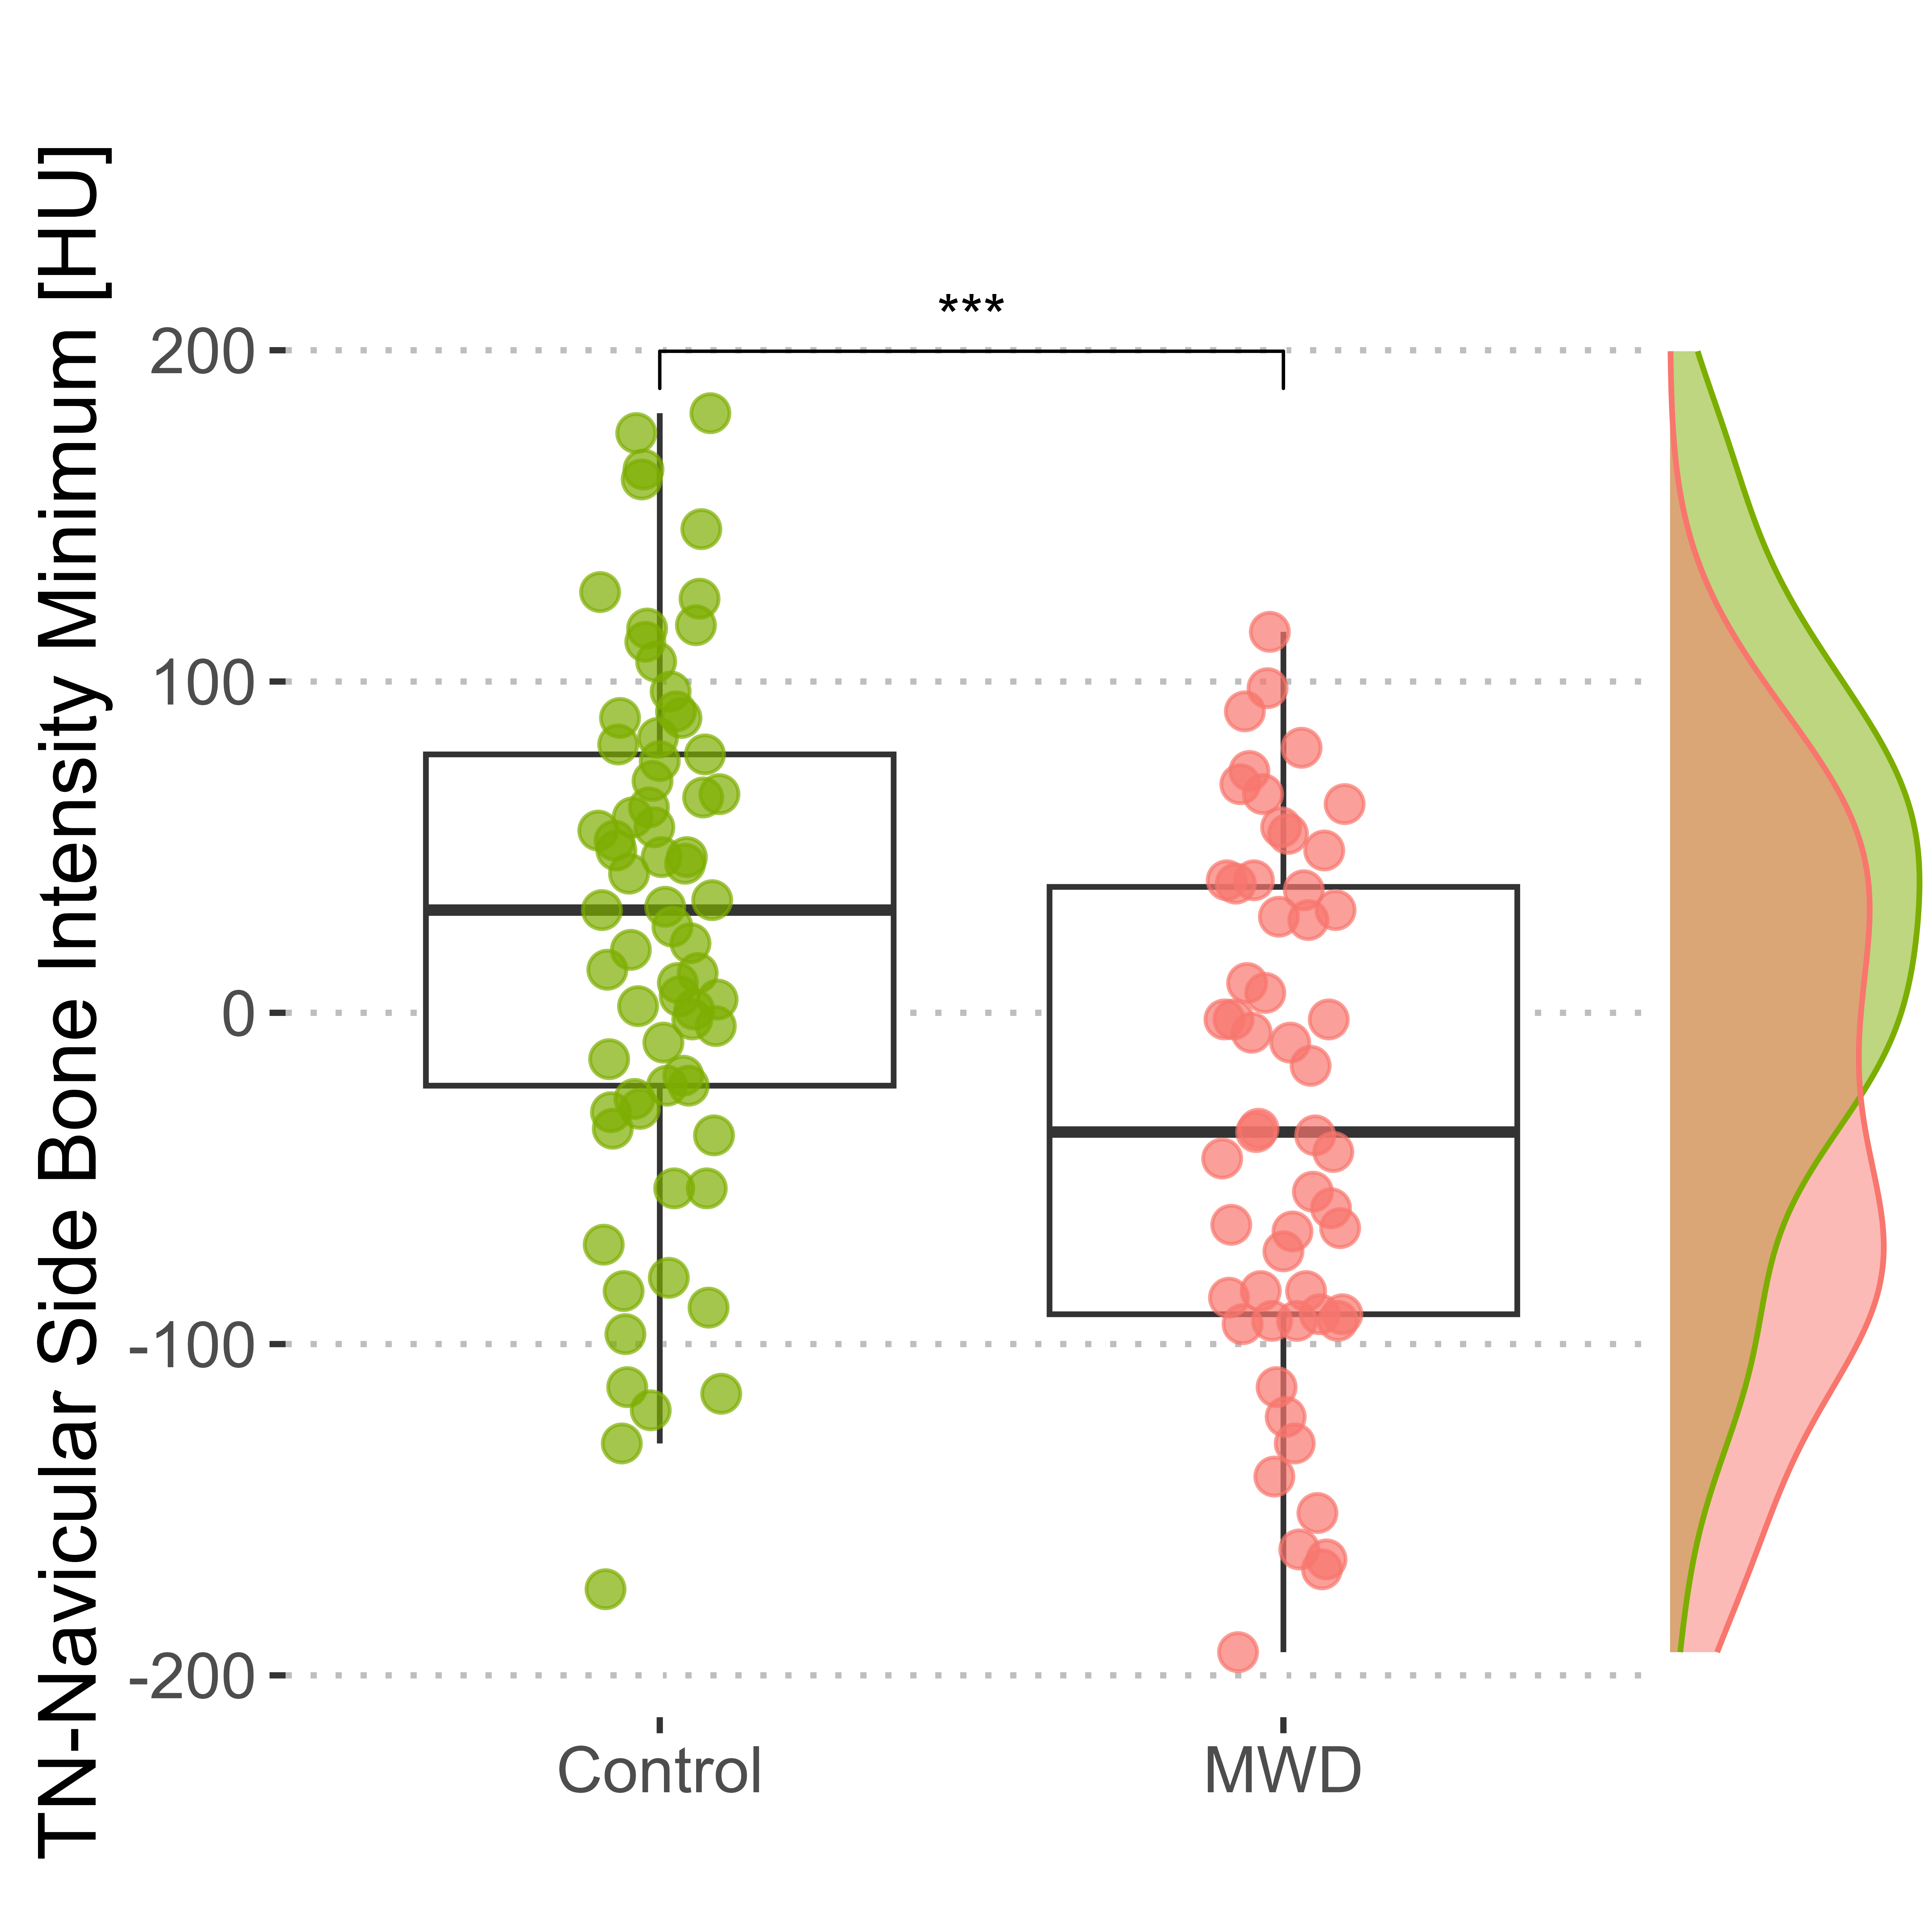 TN-Navicular Side Bone Intensity Minimum [HU]
200
100
0
-100
-200
***
Control
MWD